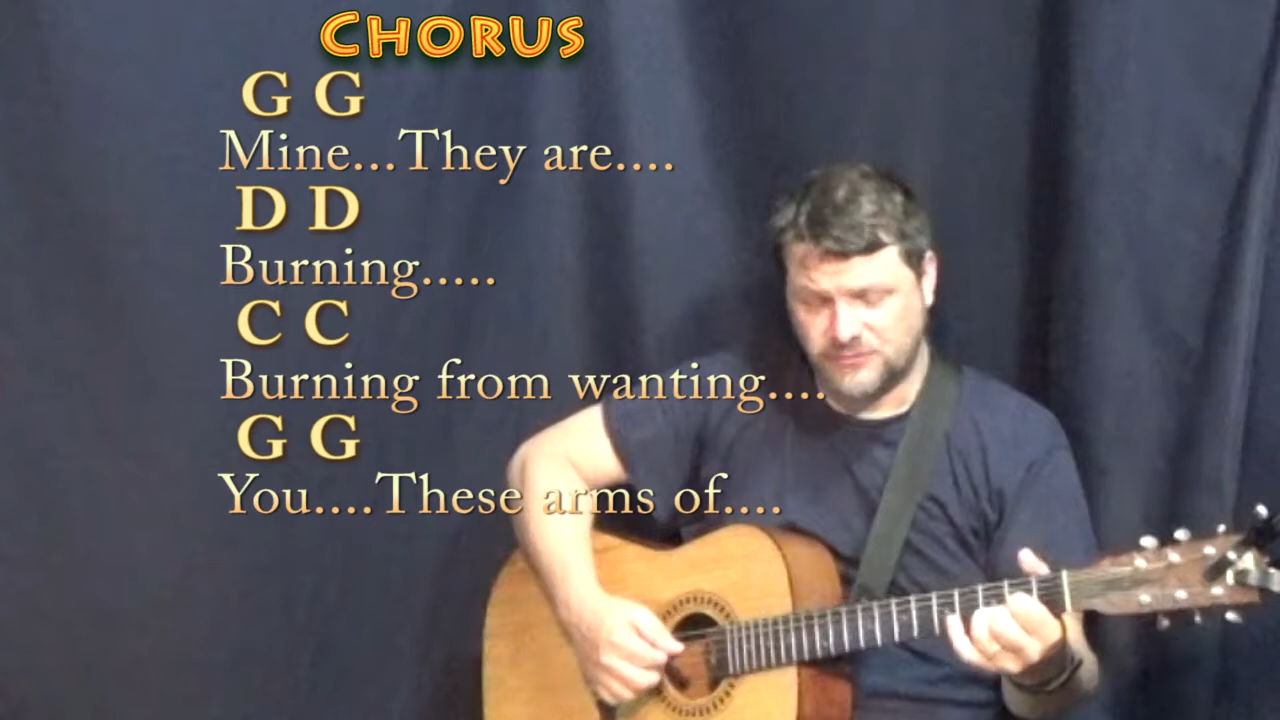 CHORUS
G G
Mine...They are....
D D
Burning.....
C C
Burning from wanting....
G G
You....These arms of....